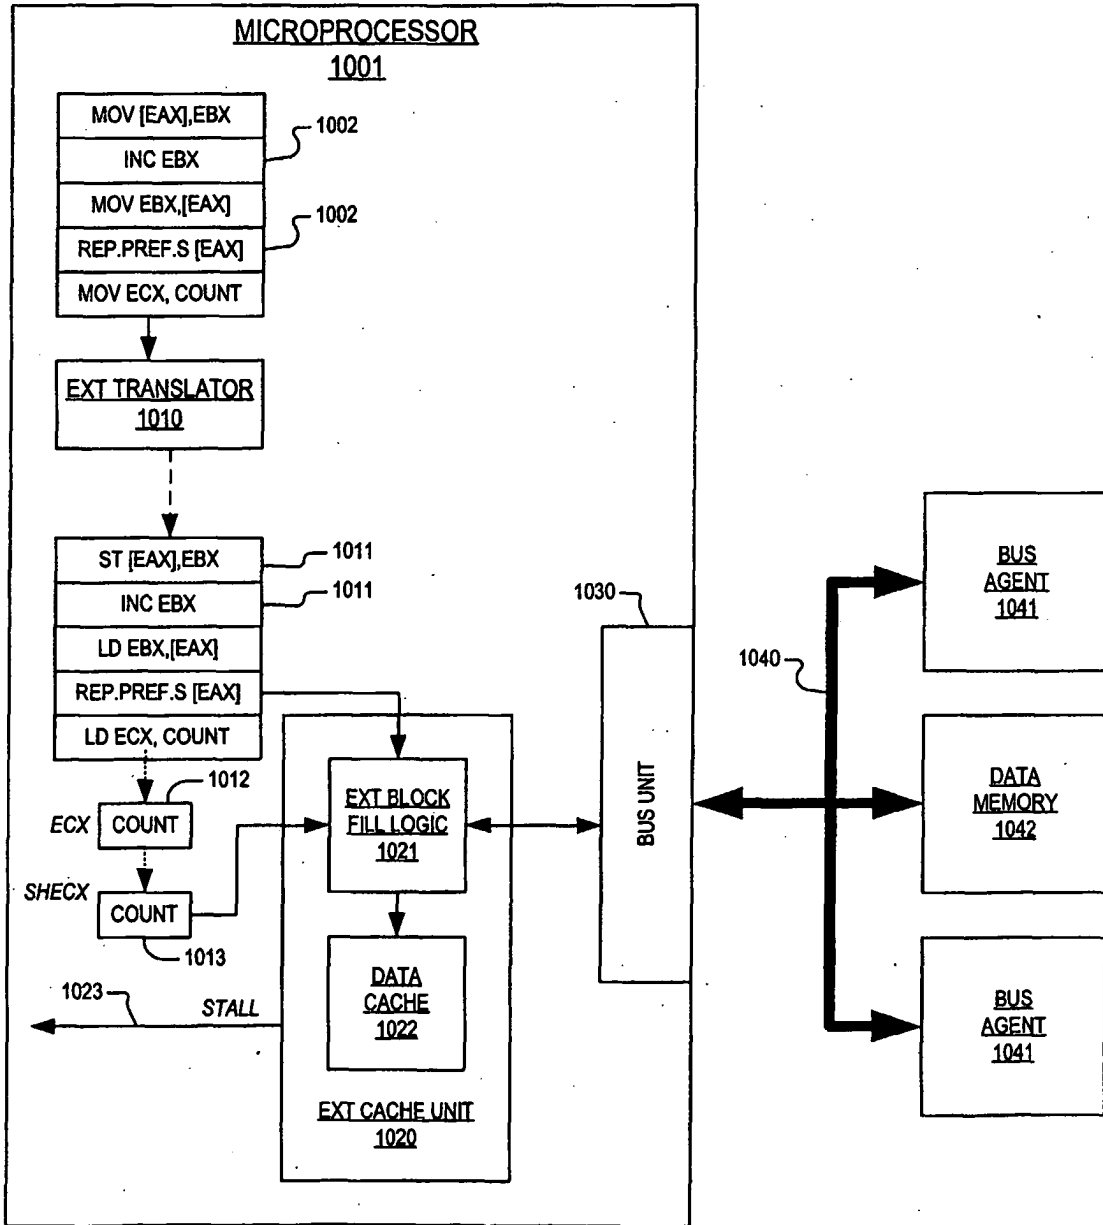 MICROPROCESSOR
1001
MOV [EAX],EBX
INC EBX
MOV EBX,[EAX]
REP.PREF.S [EAX]
MOV ECX, COUNT
1002
1002
EXT TRANSLATOR
1010
ST [EAX],EBX
INC EBX
LD EBX,[EAX]
REP.PREF.S [EAX]
LD ECX, COUNT
1011
1011
1012
ECX
COUNT
SHECX
COUNT
1013
1023
STALL
EXT BLOCK
FILL LOGIC
1021
DATA
CACHE
1022
EXT CACHE UNIT
1020
1030
BUS UNIT
1040
BUS
AGENT
1041
DATA
MEMORY
1042
BUS
AGENT
1041